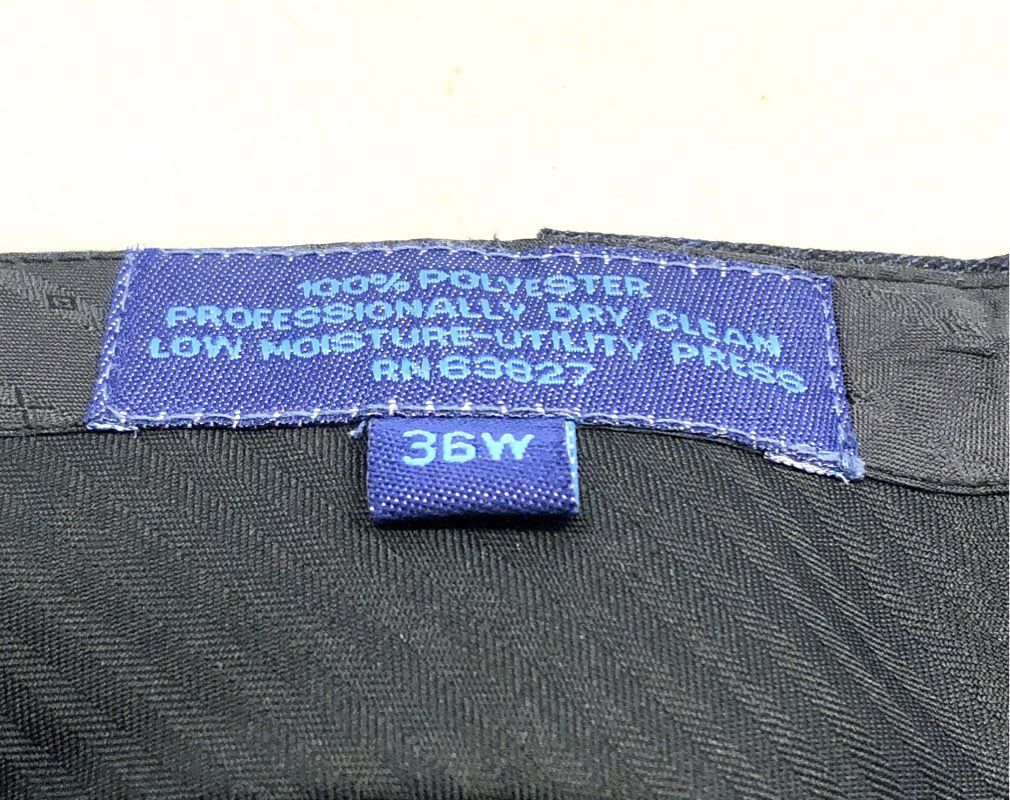 100% POLYESTER
PROFESSIONALLY DRY CLEAN
LOW MOISTURE-UTILITY PRESS
RN 63827
36W